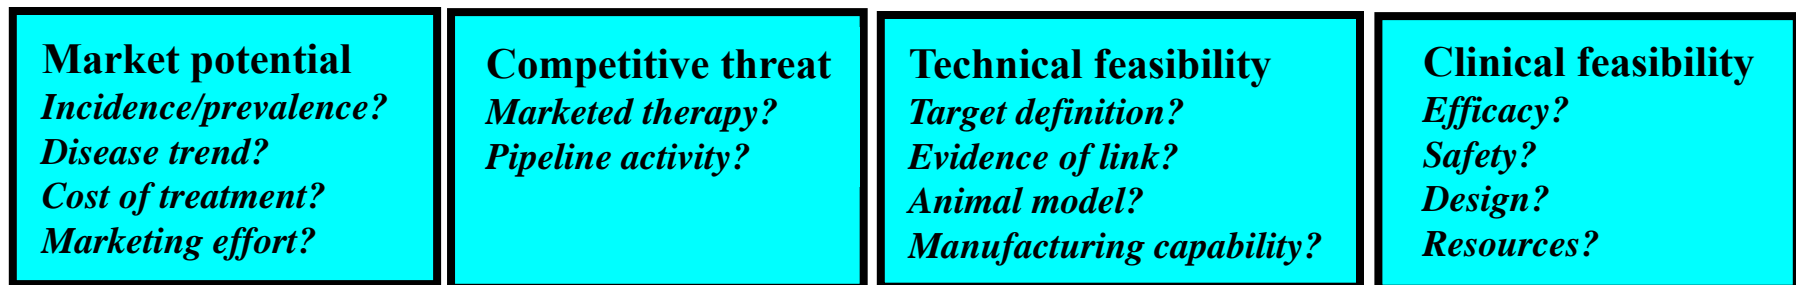 Market potential
Incidence/prevalence?
Disease trend?
Cost of treatment?
Marketing effort?
Competitive threat
Marketed therapy?
Pipeline activity?
Technical feasibility
Target definition?
Evidence of link?
Animal model?
Manufacturing capability?
Clinical feasibility
Efficacy?
Safety?
Design?
Resources?